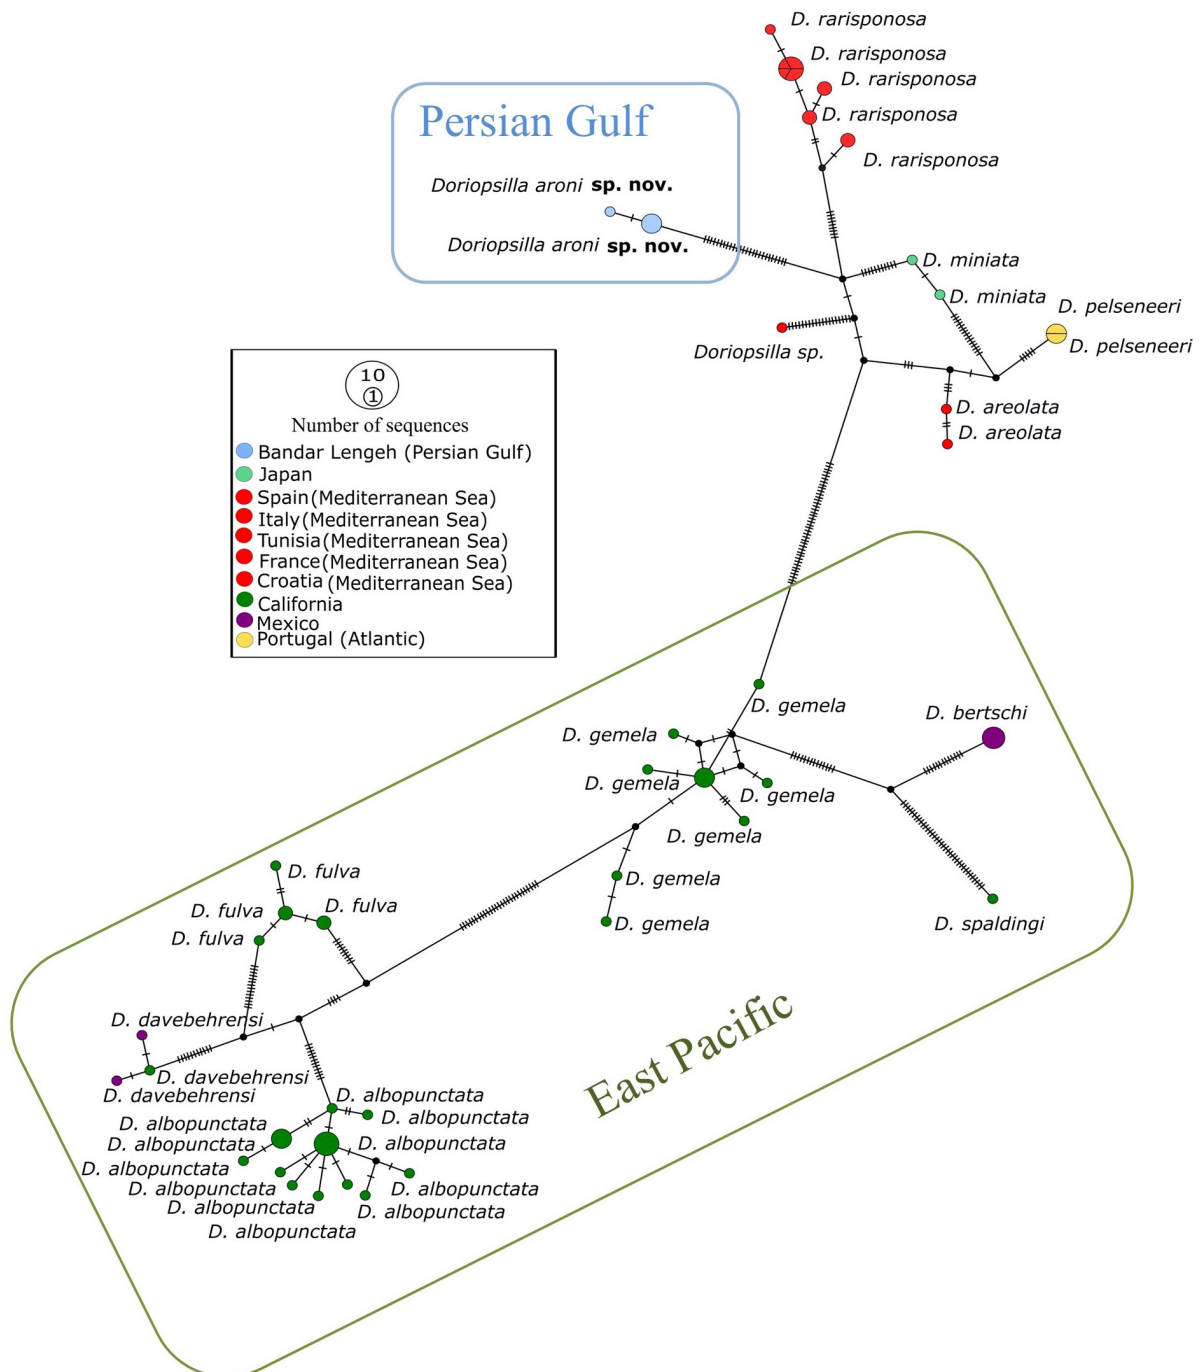 D. rarisponosa
D. rarisponosa
D. rarisponosa
D. rarisponosa
D. rarisponosa
Persian Gulf
Doriopsilla aroni sp. nov.
Doriopsilla aroni sp. nov.
D. miniata
D. miniata
D. pelseneeri
D. pelseneeri
Doriopsilla sp.
D. areolata
D. areolata
10
1
Number of sequences
Bandar Lengeh (Persian Gulf)
Japan
Spain(Mediterranean Sea)
Italy(Mediterranean Sea)
Tunisia(Mediterranean Sea)
France(Mediterranean Sea)
Croatia(Mediterranean Sea)
California
Mexico
Portugal (Atlantic)
D. gemela
D. bertschi
D. gemela
D. gemela
D. gemela
D. gemela
D. gemela
D. gemela
D. spaldingi
D. fulva
D. fulva
D. fulva
D. fulva
D. davebehrensi
D. davebehrensi
D. davebehrensi
East Pacific
D. albopunctata
D. albopunctata
D. albopunctata
D. albopunctata
D. albopunctata
D. albopunctata
D. albopunctata
D. albopunctata
D. albopunctata
D. albopunctata
D. albopunctata